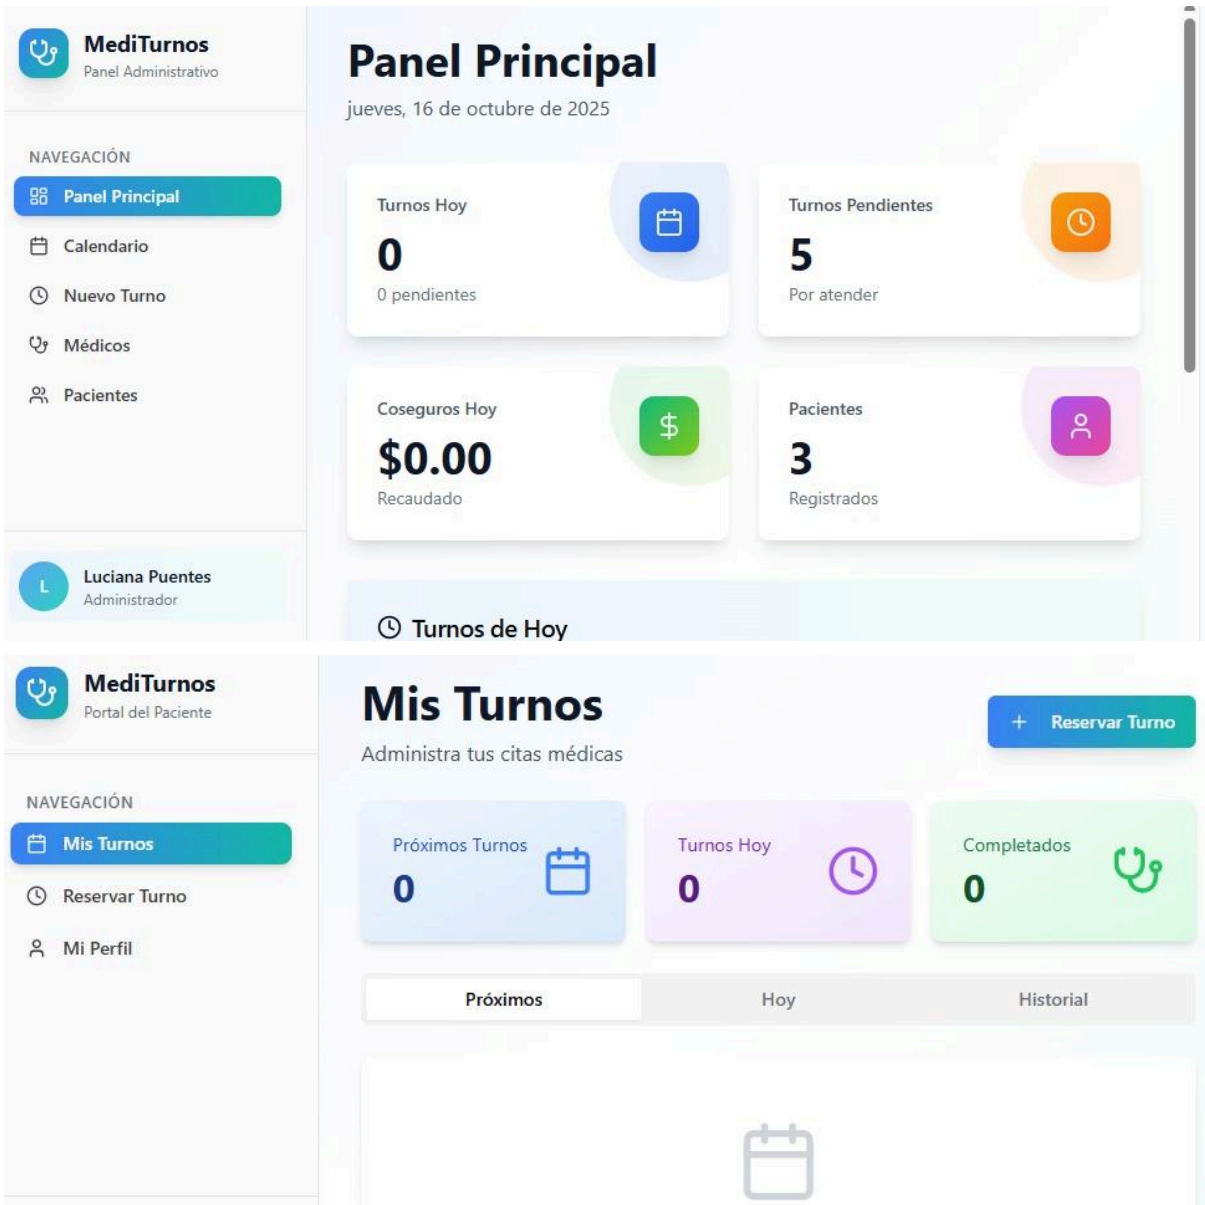 MediTurnos
Panel Administrativo
NAVEGACIÓN
Panel Principal
Calendario
Nuevo Turno
Médicos
Pacientes
L
Luciana Puentes
Administrador
Panel Principal
jueves, 16 de octubre de 2025
Turnos Hoy
0
0 pendientes
Turnos Pendientes
5
Por atender
Coseguros Hoy
$0.00
Recaudado
Pacientes
3
Registrados
Turnos de Hoy
MediTurnos
Portal del Paciente
NAVEGACIÓN
Mis Turnos
Reservar Turno
Mi Perfil
Mis Turnos
Administra tus citas médicas
+ Reservar Turno
Próximos Turnos
0
Turnos Hoy
0
Completados
0
Próximos
Hoy
Historial